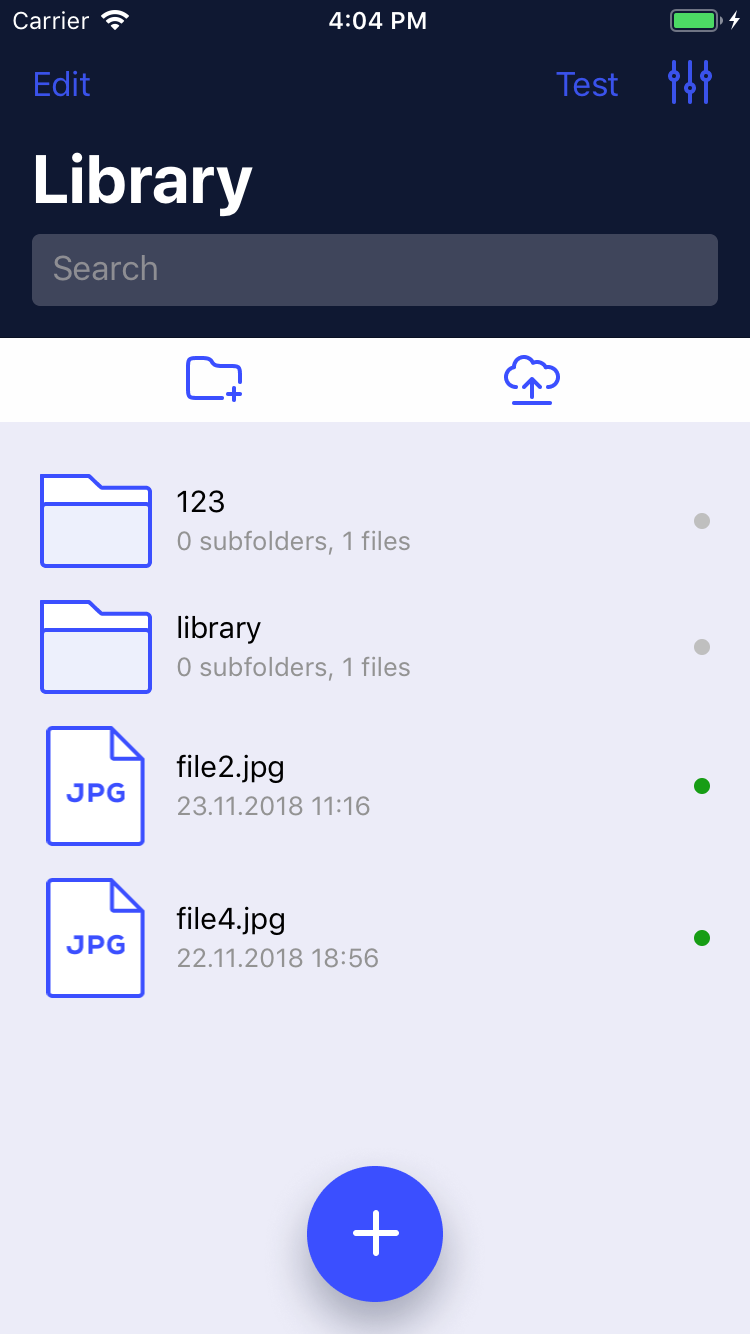 Carrier 4:04 PM
Edit Test
Library
Search
123
0 subfolders, 1 files
library
0 subfolders, 1 files
JPG
file2.jpg
23.11.2018 11:16
JPG
file4.jpg
22.11.2018 18:56